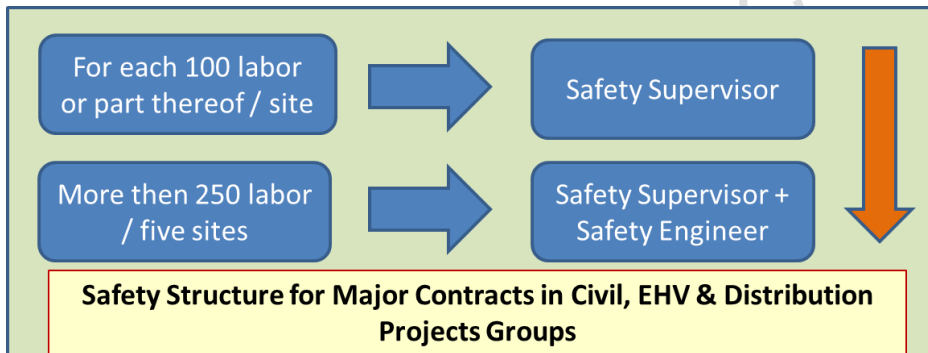 For each 100 labor
or part thereof / site
Safety Supervisor
More then 250 labor
/ five sites
Safety Supervisor +
Safety Engineer
Safety Structure for Major Contracts in Civil, EHV & Distribution
Projects Groups